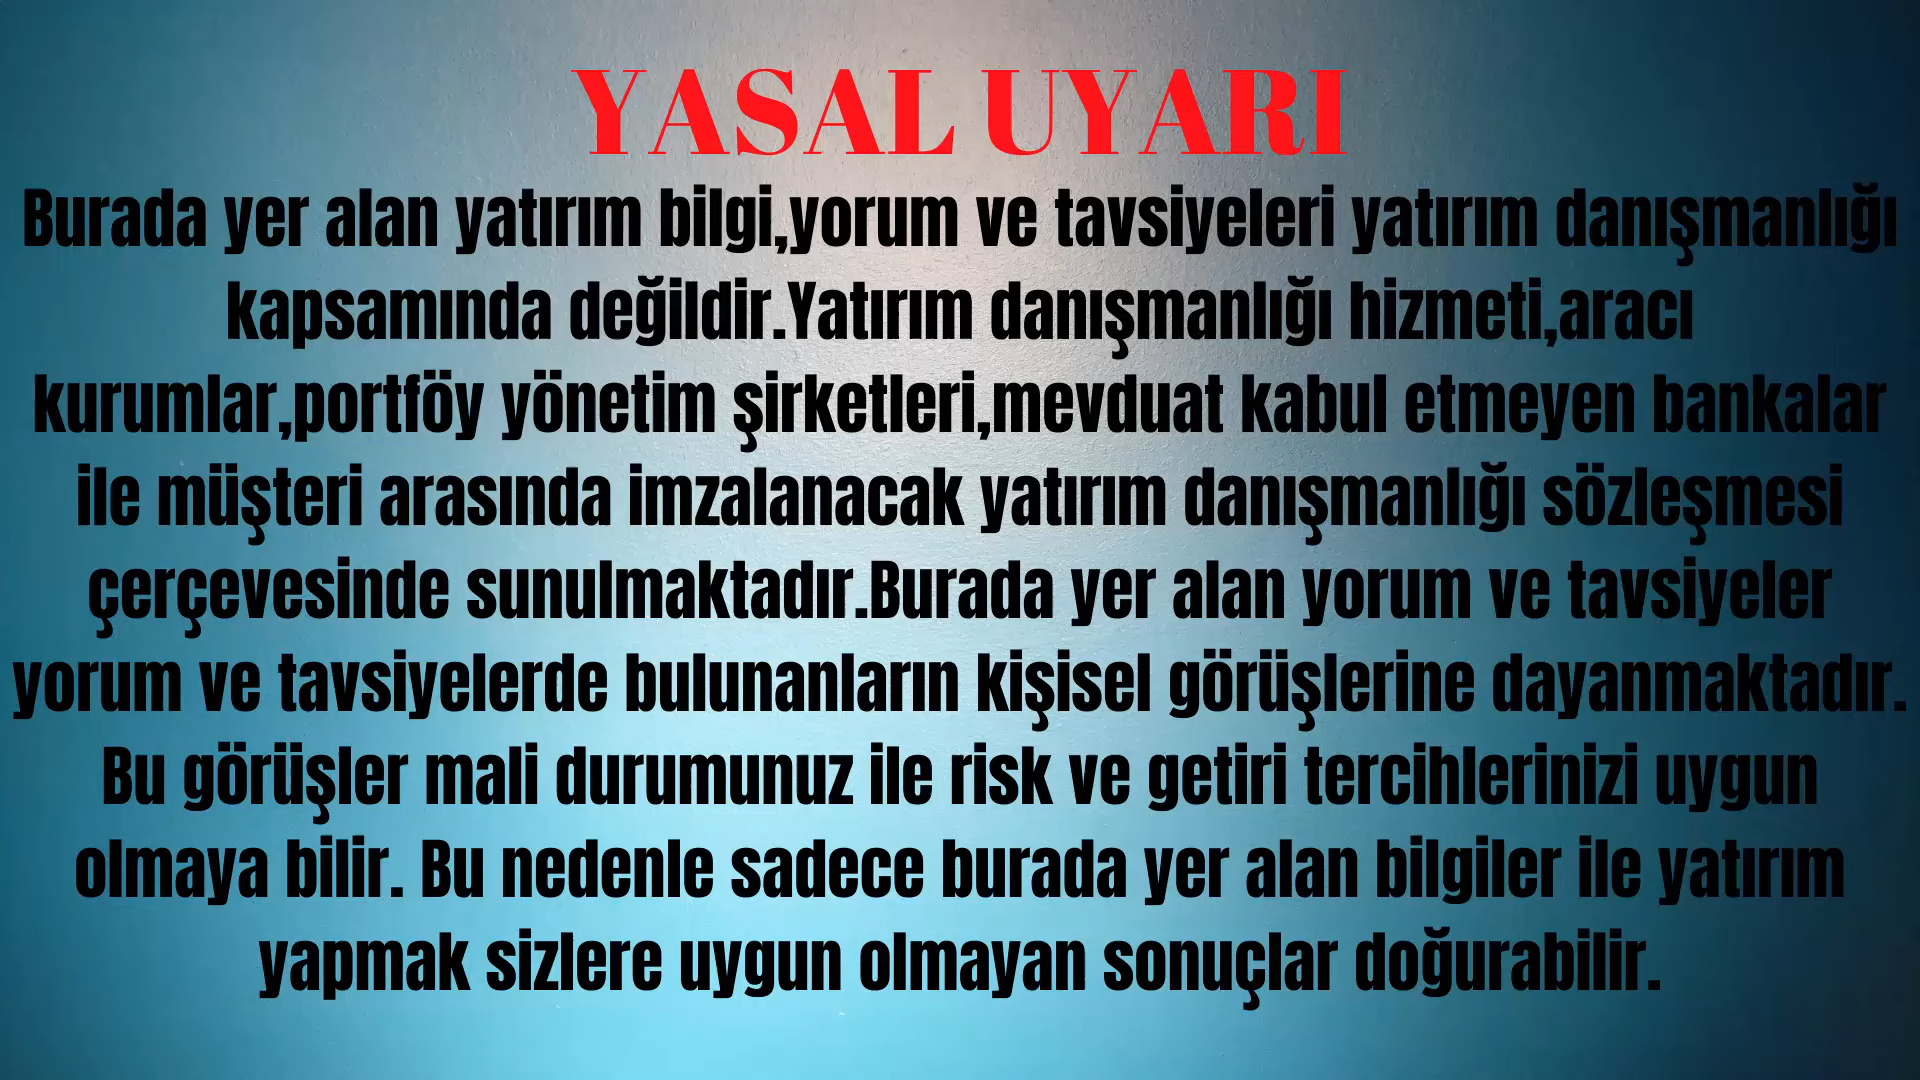 YASAL UYARI
Burada yer alan yatırım bilgi,yorum ve tavsiyeleri yatırım danışmanlığı
kapsamında değildir.Yatırım danışmanlığı hizmeti,aracı
kurumlar,portföy yönetim şirketleri,mevduat kabul etmeyen bankalar
ile müşteri arasında imzalanacak yatırım danışmanlığı sözleşmesi
çerçevesinde sunulmaktadır.Burada yer alan yorum ve tavsiyeler
yorum ve tavsiyelerde bulunanların kişisel görüşlerine dayanmaktadır.
Bu görüşler mali durumunuz ile risk ve getiri tercihlerinizi uygun
olmaya bilir. Bu nedenle sadece burada yer alan bilgiler ile yatırım
yapmak sizlere uygun olmayan sonuçlar doğurabilir.